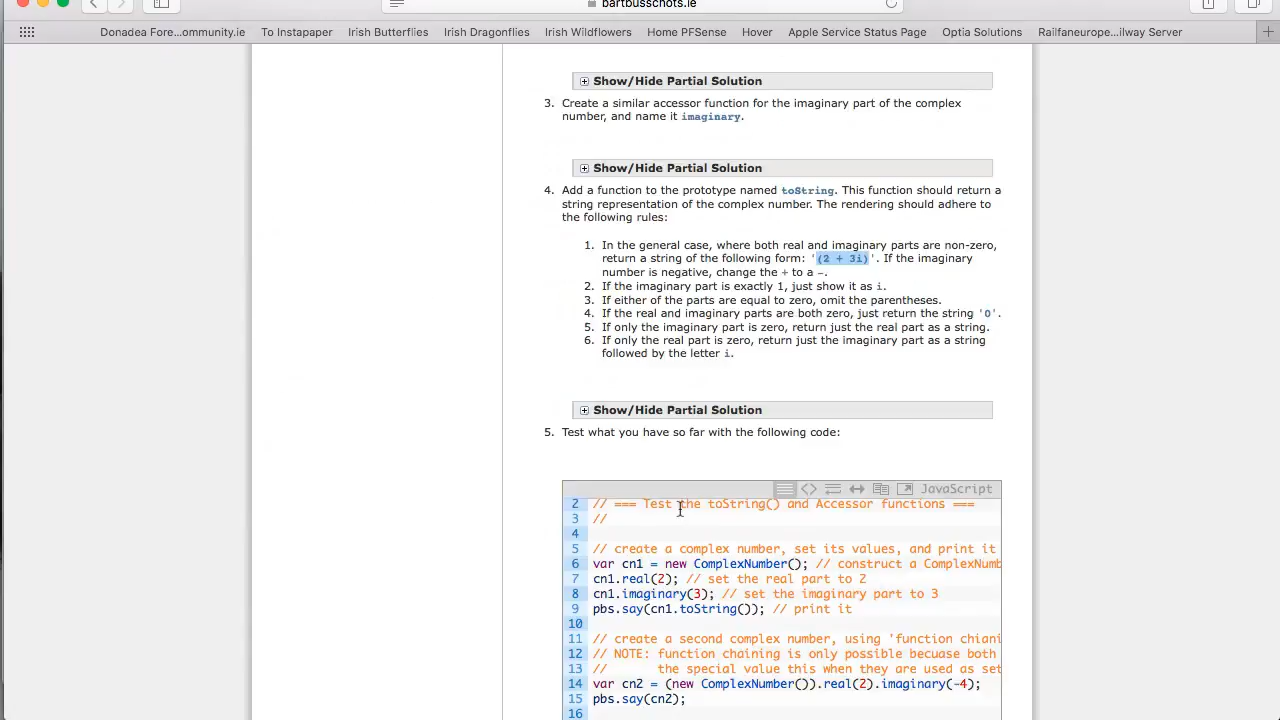 bartbusschots.ie
Donadea Fore...ommunity.ie To Instapaper Irish Butterflies Irish Dragonflies Irish Wildflowers Home PFSense Hover Apple Service Status Page Optia Solutions Railfaneurope...ilway Server
Show/Hide Partial Solution
3. Create a similar accessor function for the imaginary part of the complex
number, and name it imaginary.
Show/Hide Partial Solution
4. Add a function to the prototype named toString. This function should return a
string representation of the complex number. The rendering should adhere to
the following rules:
1. In the general case, where both real and imaginary parts are non-zero,
return a string of the following form: '(2 + 3i)'. If the imaginary
number is negative, change the + to a -.
2. If the imaginary part is exactly 1, just show it as i.
3. If either of the parts are equal to zero, omit the parentheses.
4. If the real and imaginary parts are both zero, just return the string '0'.
5. If only the imaginary part is zero, return just the real part as a string.
6. If only the real part is zero, return just the imaginary part as a string
followed by the letter i.
Show/Hide Partial Solution
5. Test what you have so far with the following code:
JavaScript
2 // === Test the toString() and Accessor functions ===
3 //
4
5 // create a complex number, set its values, and print it
6 var cn1 = new ComplexNumber(); // construct a ComplexNumb
7 cn1.real(2); // set the real part to 2
8 cn1.imaginary(3); // set the imaginary part to 3
9 pbs.say(cn1.toString()); // print it
10
11 // create a second complex number, using 'function chiani
12 // NOTE: function chaining is only possible becuase both
13 // the special value this when they are used as set
14 var cn2 = (new ComplexNumber()).real(2).imaginary(-4);
15 pbs.say(cn2);
16